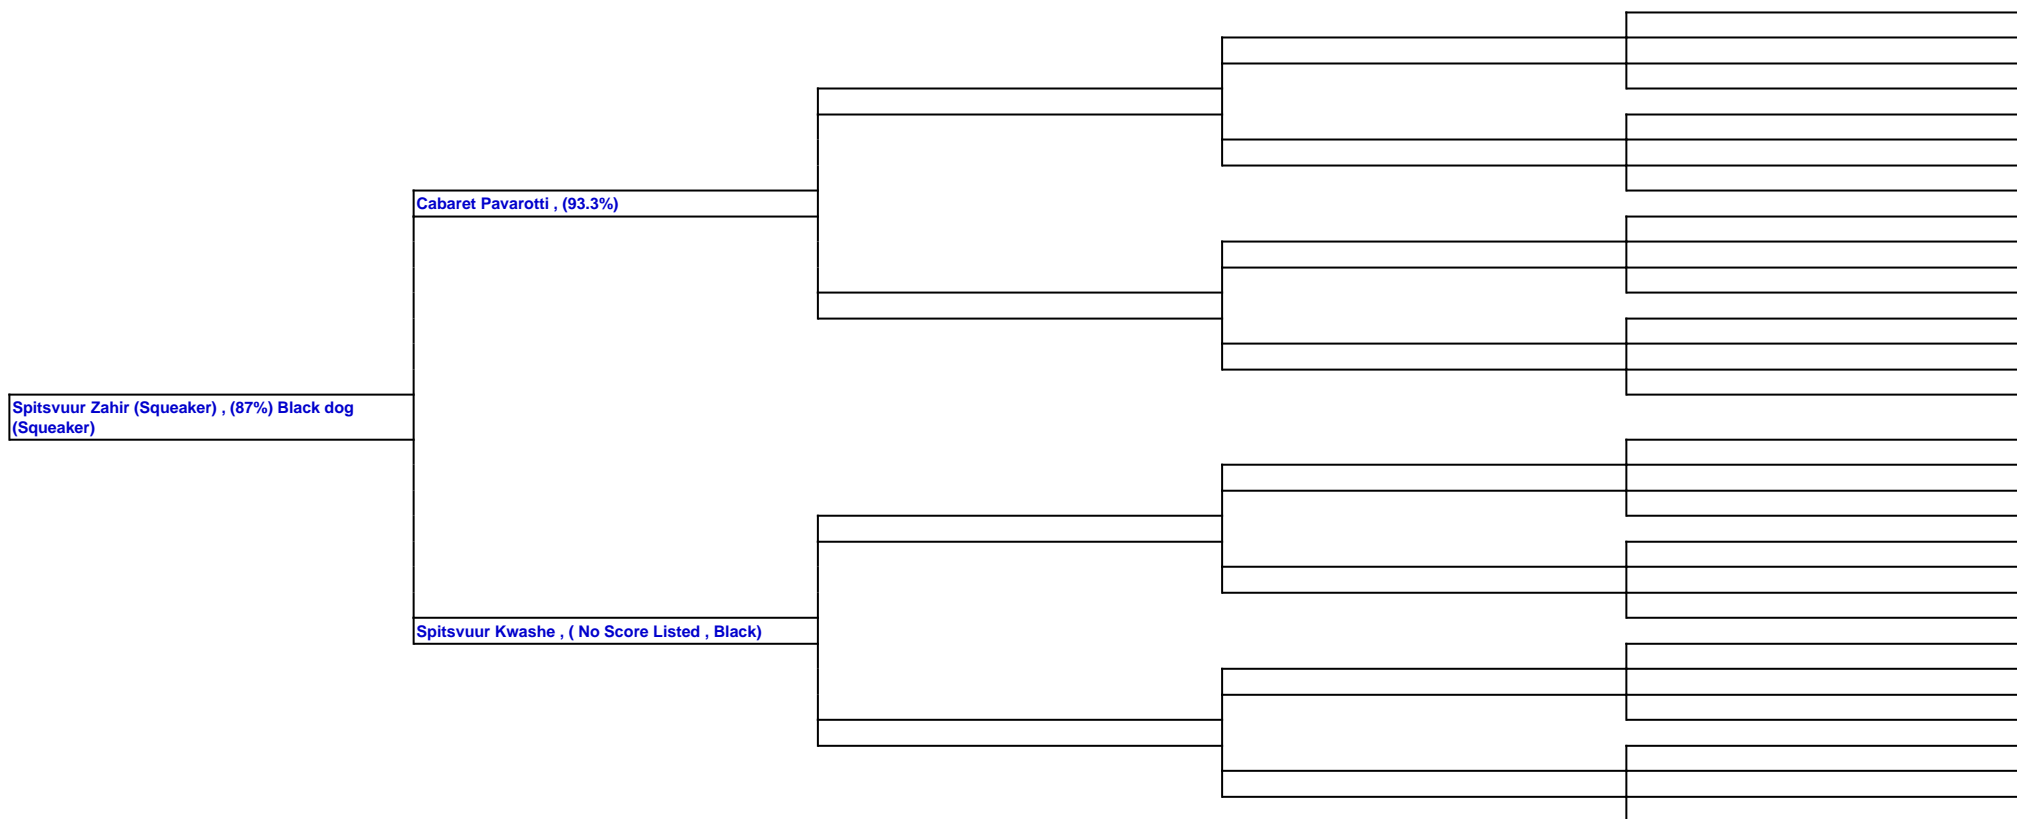 Cabaret Pavarotti , (93.3%)
Spitsvuur Zahir (Squeaker) , (87%) Black dog
(Squeaker)
Spitsvuur Kwashe , ( No Score Listed , Black)